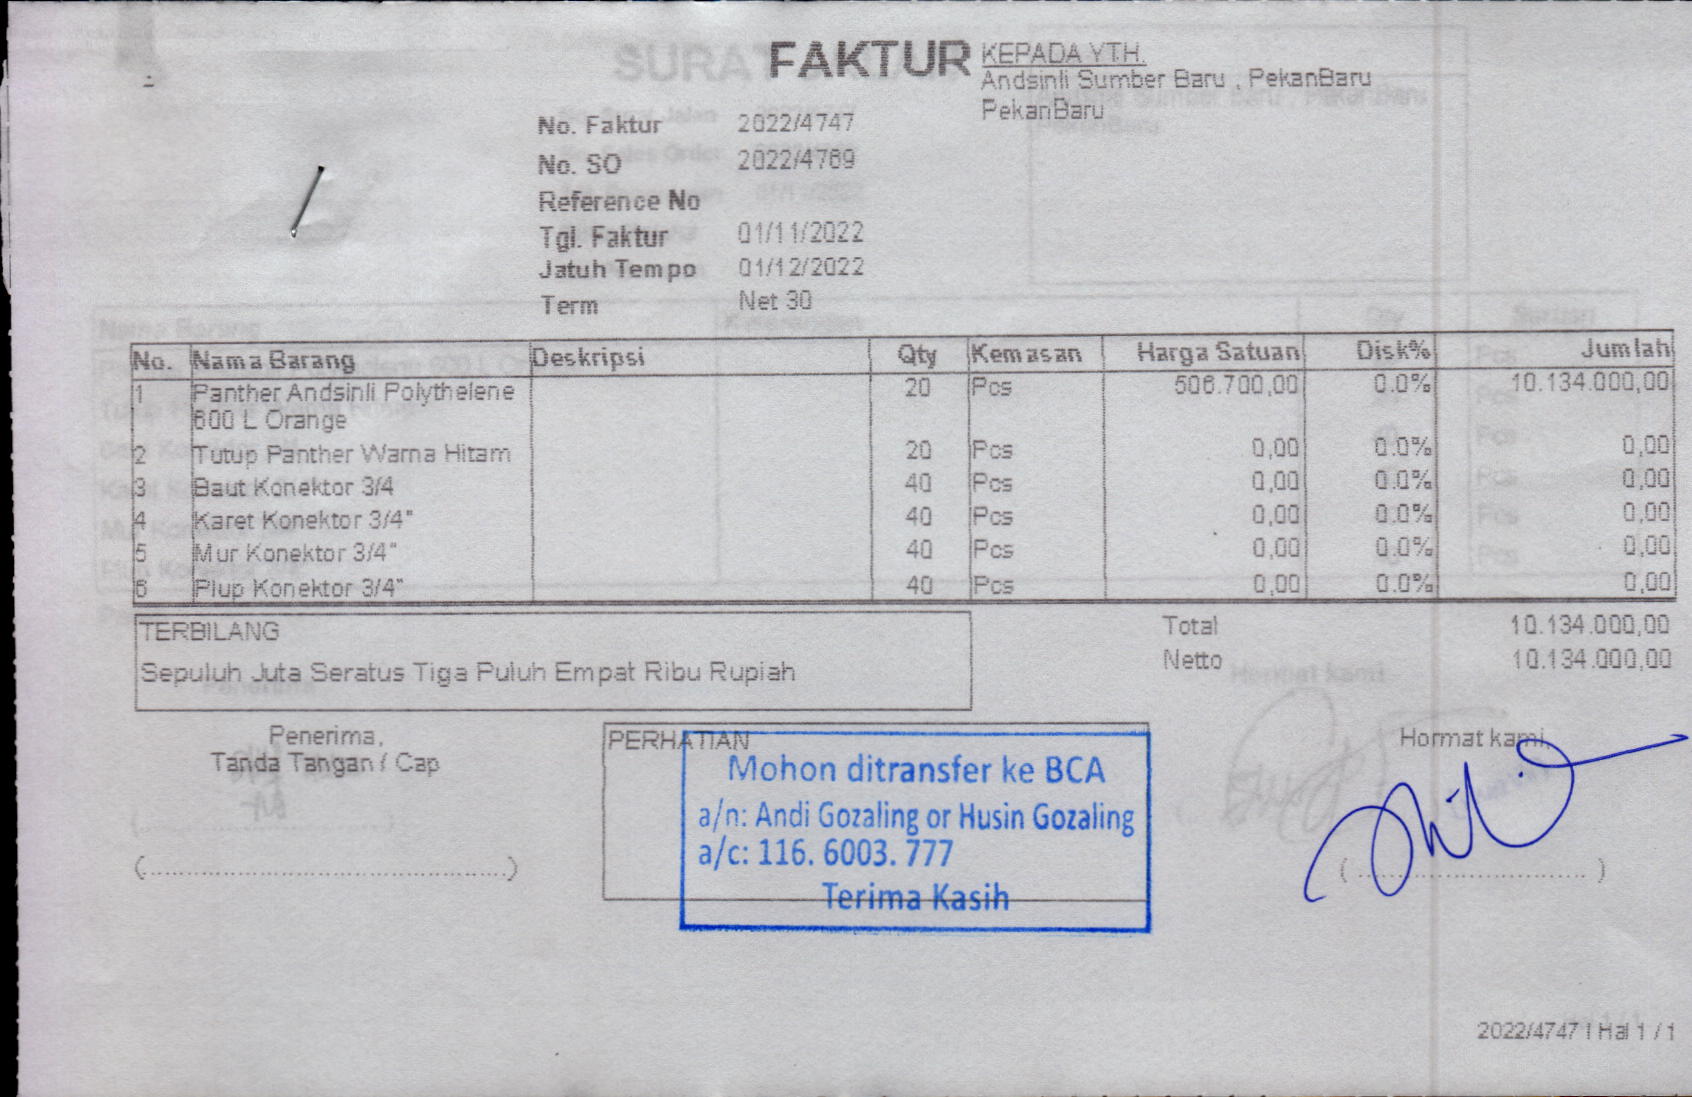 FAKTUR
KEPADA YTH.
Andsinli Sumber Baru , PekanBaru
PekanBaru
No. Faktur 2022/4747
No. SO 2022/4769
Reference No
Tgl. Faktur 01/11/2022
Jatuh Tempo 01/12/2022
Term Net 30
No. Nama Barang Deskripsi Qty Kemasan Harga Satuan Disk% Jumlah
1 Panther Andsinli Polythelene 20 Pcs 506.700,00 0.0% 10.134.000,00
600 L Orange
2 Tutup Panther Warna Hitam 20 Pcs 0,00 0.0% 0,00
3 Baut Konektor 3/4 40 Pcs 0,00 0.0% 0,00
4 Karet Konektor 3/4" 40 Pcs 0,00 0.0% 0,00
5 Mur Konektor 3/4" 40 Pcs 0,00 0.0% 0,00
6 Plup Konektor 3/4" 40 Pcs 0,00 0.0% 0,00
TERBILANG
Sepuluh Juta Seratus Tiga Puluh Empat Ribu Rupiah
Total 10.134.000,00
Netto 10.134.000,00
Penerima,
Tanda Tangan / Cap
(..............................................)
PERHATIAN
Mohon ditransfer ke BCA
a/n: Andi Gozaling or Husin Gozaling
a/c: 116. 6003. 777
Terima Kasih
Hormat kami,
(..............................)
2022/4747 | Hal 1 / 1